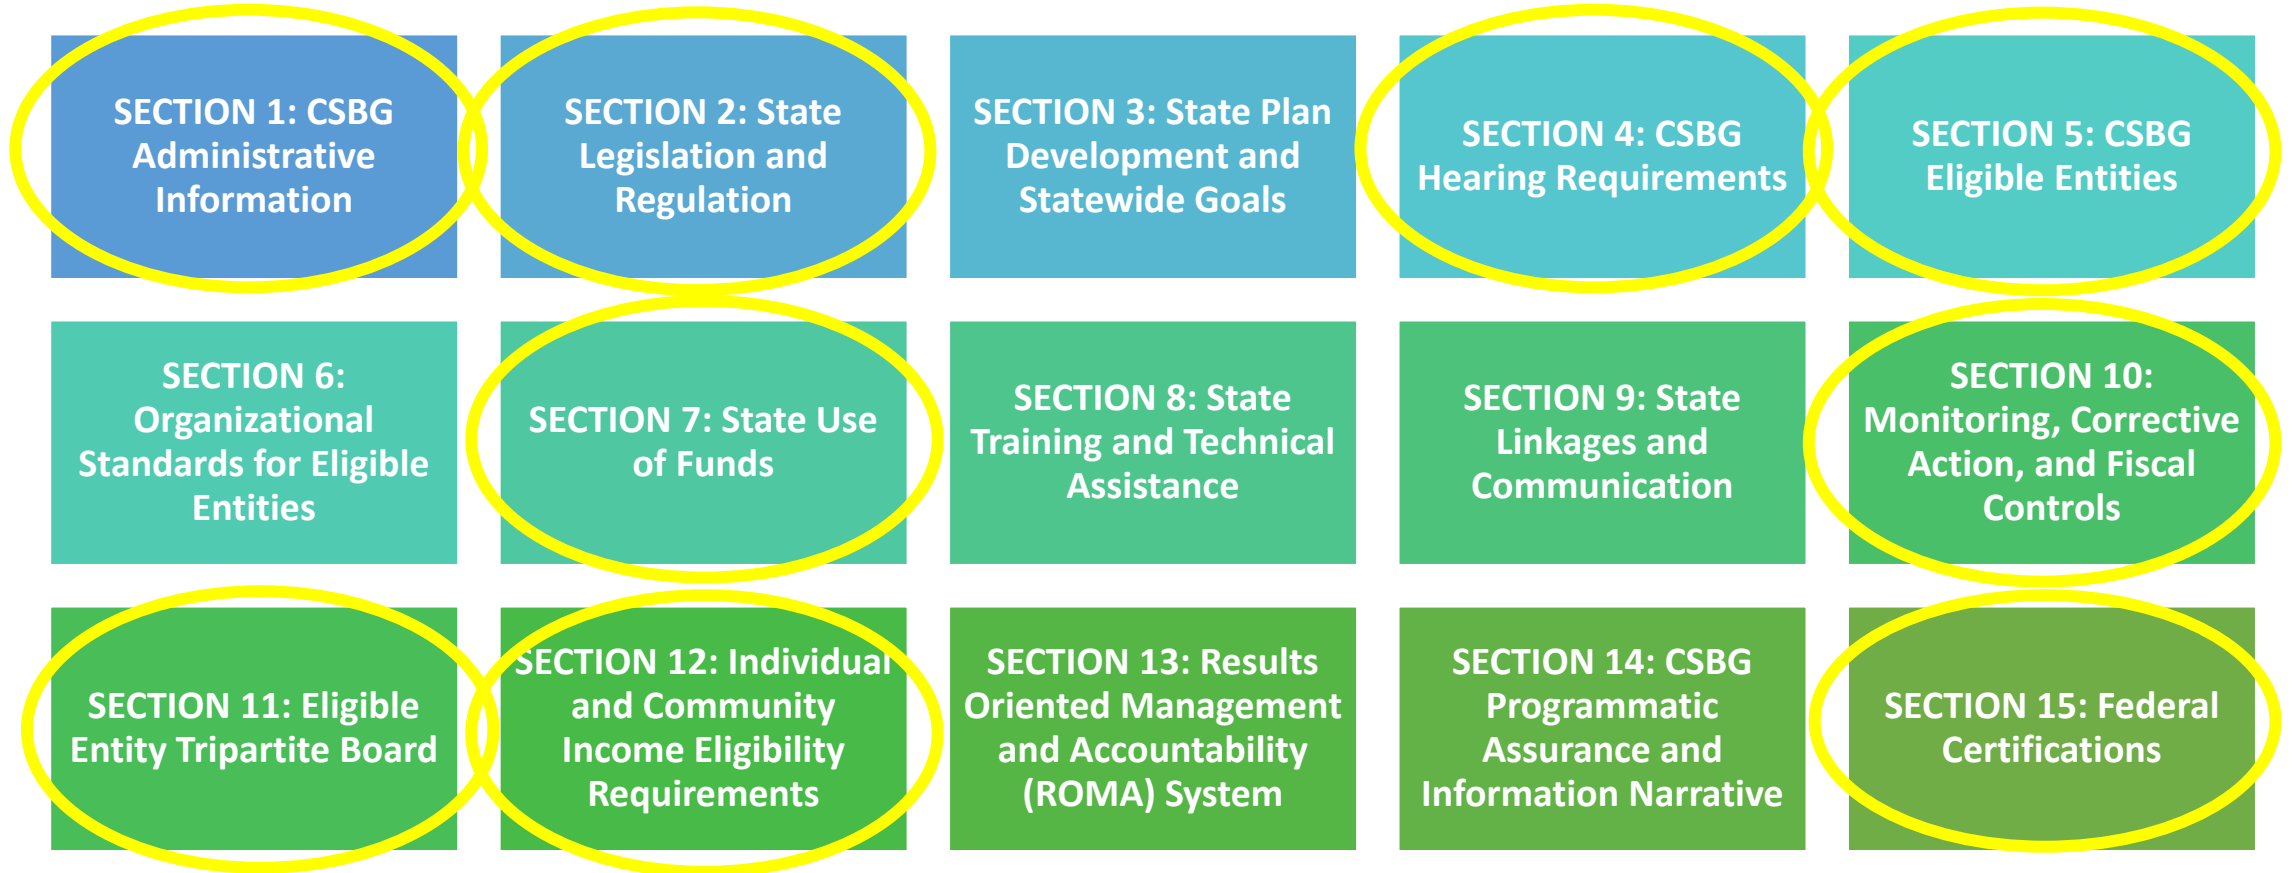 SECTION 1: CSBG
Administrative
Information
SECTION 2: State
Legislation and
Regulation
SECTION 3: State Plan
Development and
Statewide Goals
SECTION 4: CSBG
Hearing Requirements
SECTION 5: CSBG
Eligible Entities
SECTION 6:
Organizational
Standards for Eligible
Entities
SECTION 7: State Use
of Funds
SECTION 8: State
Training and Technical
Assistance
SECTION 9: State
Linkages and
Communication
SECTION 10:
Monitoring, Corrective
Action, and Fiscal
Controls
SECTION 11: Eligible
Entity Tripartite Board
SECTION 12: Individual
and Community
Income Eligibility
Requirements
SECTION 13: Results
Oriented Management
and Accountability
(ROMA) System
SECTION 14: CSBG
Programmatic
Assurance and
Information Narrative
SECTION 15: Federal
Certifications